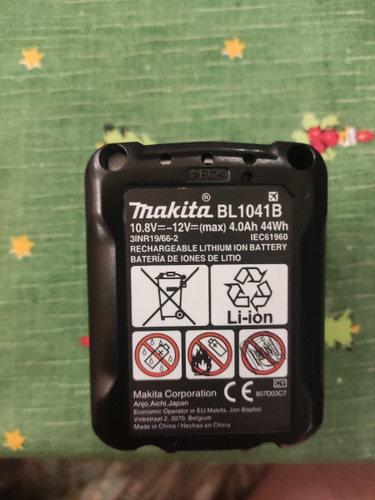 makita® BL1041B
10.8V⎓-12V⎓(max) 4.0Ah 44Wh
3INR19/66-2 IEC61960
RECHARGEABLE LITHIUM ION BATTERY
BATERÍA DE IONES DE LITIO
Li-ion
Makita Corporation
Anjo,Aichi,Japan
CE
CY
807D03C7
Economic Operator in EU.Makita, Jan-Baptist
Vinkstraat 2, 3070, Belgium
Made in China / Hechas en China